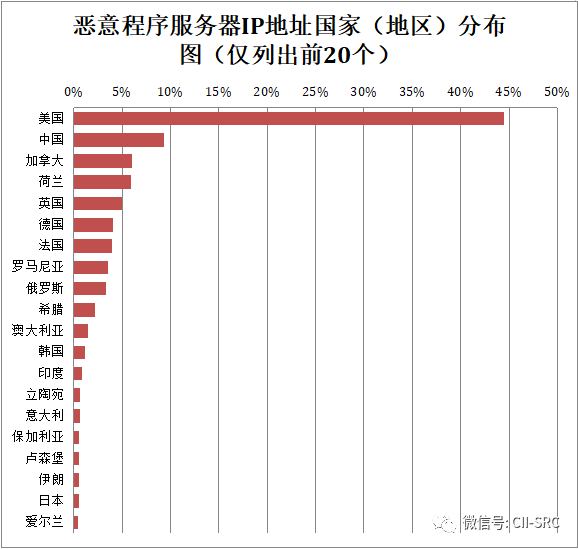 恶意程序服务器IP地址国家（地区）分布
图（仅列出前20个）
0% 5% 10% 15% 20% 25% 30% 35% 40% 45% 50%
美国
中国
加拿大
荷兰
英国
德国
法国
罗马尼亚
俄罗斯
希腊
澳大利亚
韩国
印度
立陶宛
意大利
保加利亚
卢森堡
伊朗
日本
爱尔兰
微信号: CII-SRC